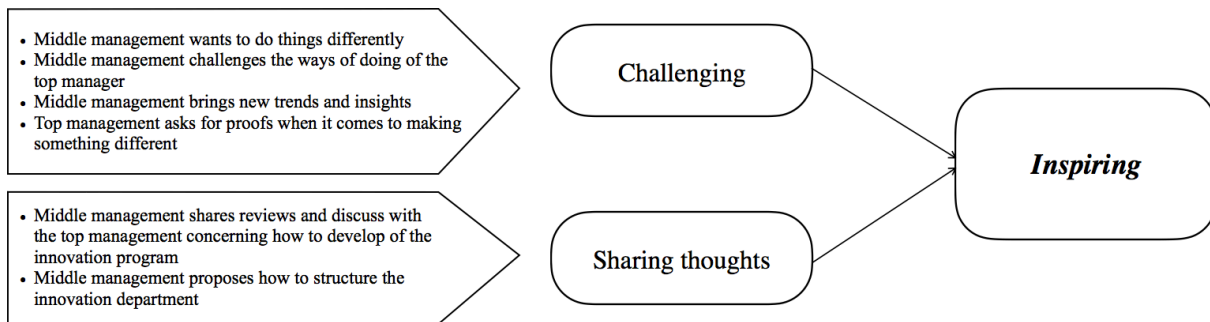 • Middle management wants to do things differently
• Middle management challenges the ways of doing of the
top manager
• Middle management brings new trends and insights
• Top management asks for proofs when it comes to making
something different
Challenging
• Middle management shares reviews and discuss with
the top management concerning how to develop of the
innovation program
• Middle management proposes how to structure the
innovation department
Sharing thoughts
Inspiring